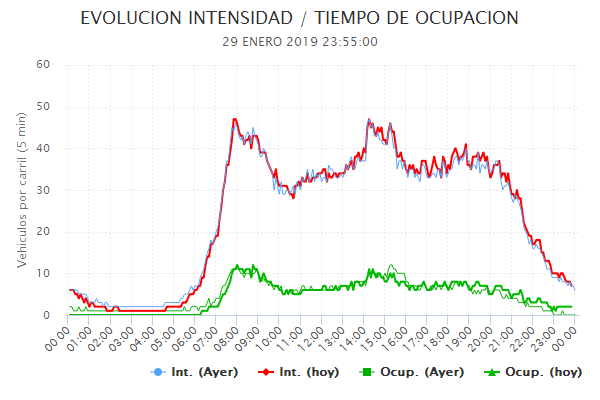 EVOLUCION INTENSIDAD / TIEMPO DE OCUPACION
29 ENERO 2019 23:55:00
Vehiculos por carril (5 min)
60
50
40
30
20
10
0
00:00 01:00 02:00 03:00 04:00 05:00 06:00 07:00 08:00 09:00 10:00 11:00 12:00 13:00 14:00 15:00 16:00 17:00 18:00 19:00 20:00 21:00 22:00 23:00 00:00
Int. (Ayer) Int. (hoy) Ocup. (Ayer) Ocup. (hoy)